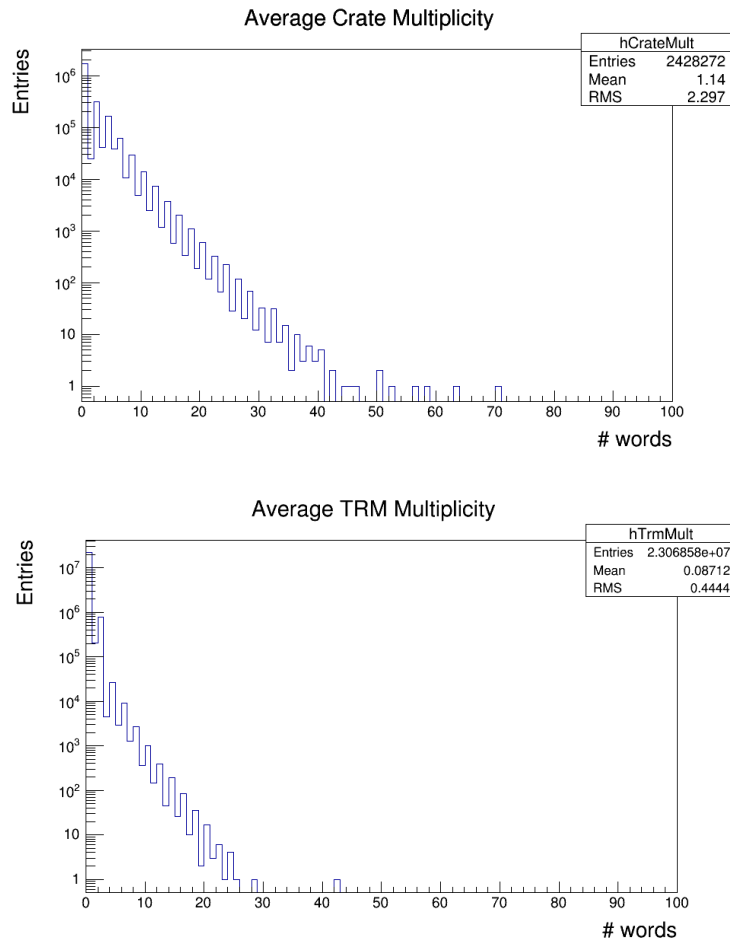 Average Crate Multiplicity
hCrateMult
Entries 2428272
Mean 1.14
RMS 2.297
Entries
10^6
10^5
10^4
10^3
10^2
10
1
0 10 20 30 40 50 60 70 80 90 100
# words
Average TRM Multiplicity
hTrmMult
Entries 2.306858e+07
Mean 0.08712
RMS 0.4444
Entries
10^7
10^6
10^5
10^4
10^3
10^2
10
1
0 10 20 30 40 50 60 70 80 90 100
# words